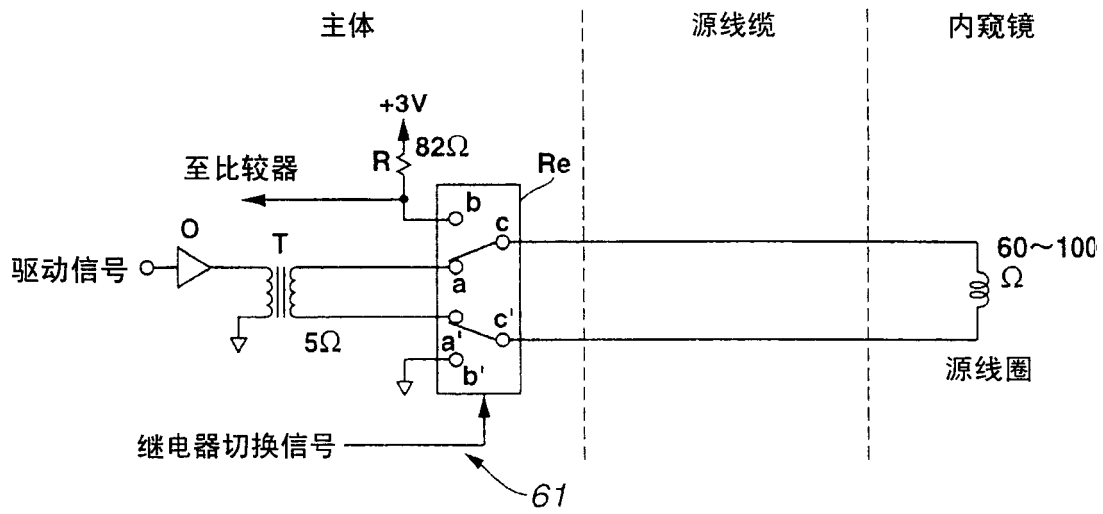 主体
源线缆
内窥镜
+3V
82Ω
R
至比较器
Re
b
c
O
T
60～100
Ω
驱动信号
a
5Ω
a'
c'
b'
源线圈
继电器切换信号
61